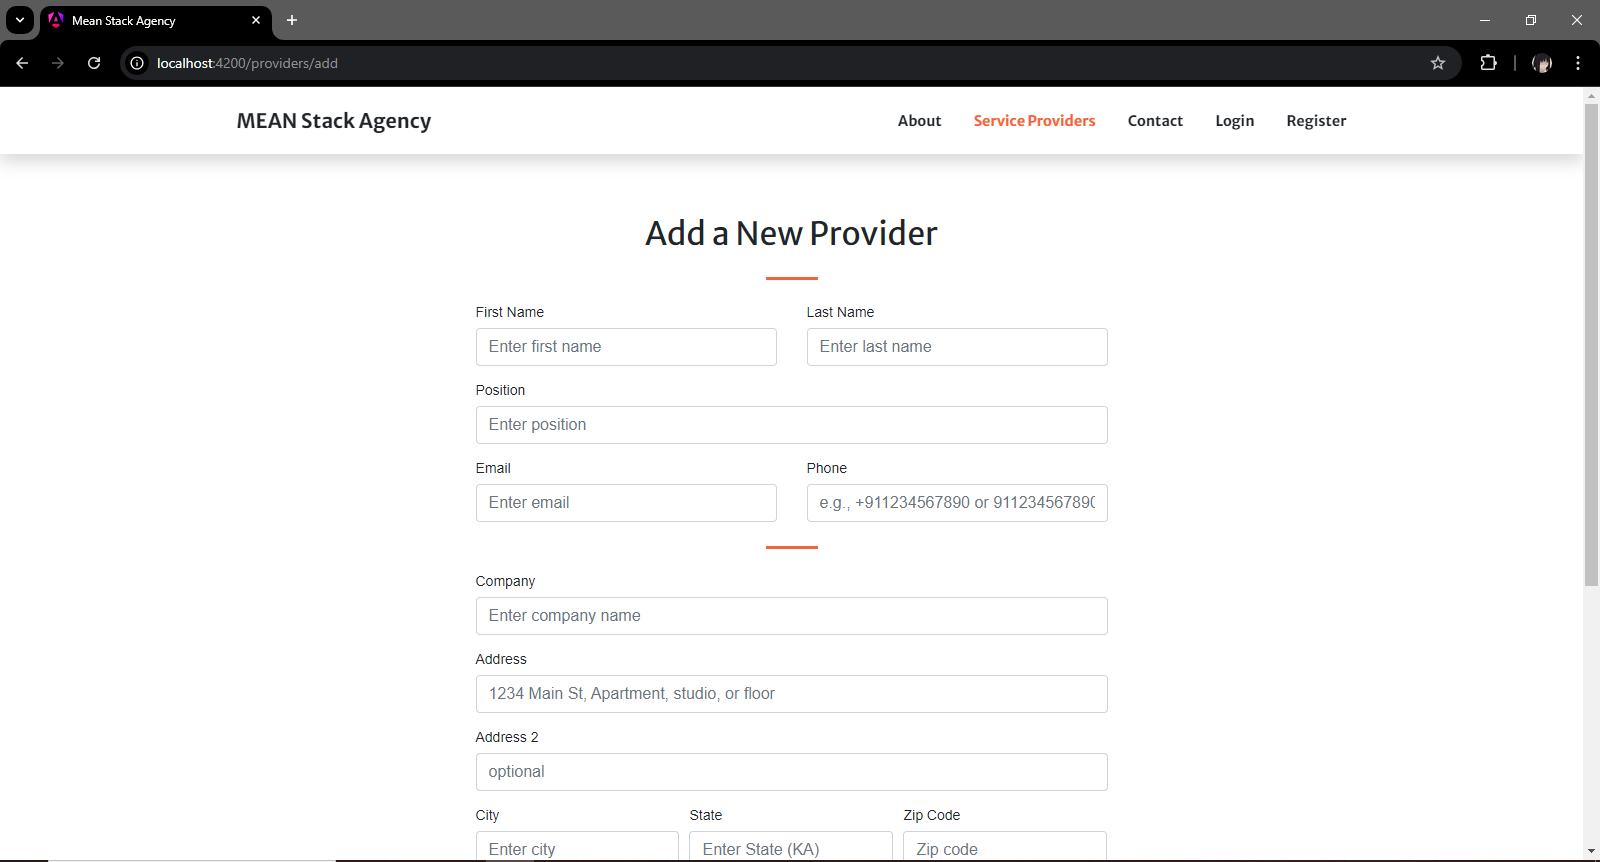 Mean Stack Agency
localhost:4200/providers/add
MEAN Stack Agency
About Service Providers Contact Login Register
Add a New Provider
First Name Last Name
Enter first name Enter last name
Position
Enter position
Email Phone
Enter email e.g., +911234567890 or 911234567890
Company
Enter company name
Address
1234 Main St, Apartment, studio, or floor
Address 2
optional
City State Zip Code
Enter city Enter State (KA) Zip code